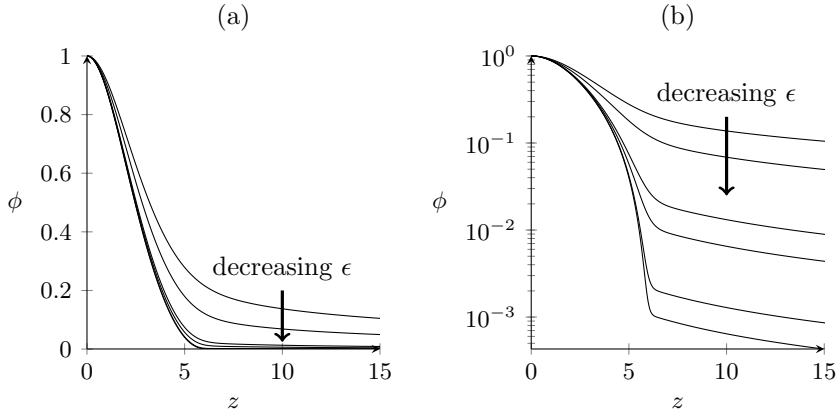 (a)
1
0.8
0.6
0.4
0.2
0
ϕ
decreasing ϵ
0 5 10 15
z
(b)
10^0
10^-1
10^-2
10^-3
ϕ
decreasing ϵ
0 5 10 15
z